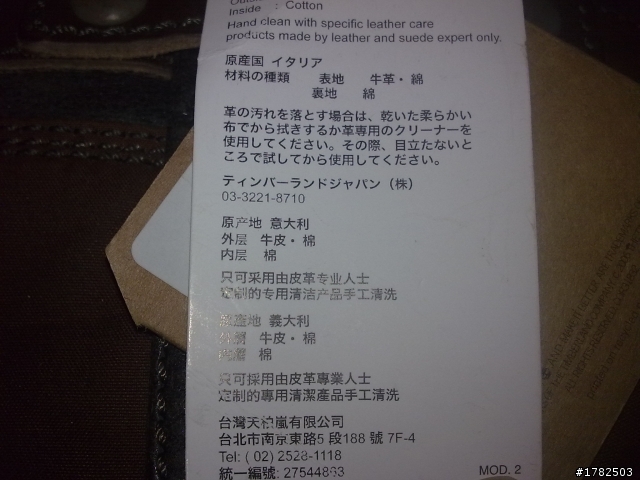 Inside : Cotton
Hand clean with specific leather care
products made by leather and suede expert only.
原産国 イタリア
材料の種類 表地 牛革・綿
裏地 綿
革の汚れを落とす場合は、乾いた柔らかい
布でから拭きするか革専用のクリーナーを
使用してください。その際、目立たないと
ころで試してから使用してください。
ティンバーランドジャパン（株）
03-3221-8710
原产地 意大利
外层 牛皮・棉
内层 棉
只可采用由皮革专业人士
定制的专用清洁产品手工清洗
原產地 義大利
外層 牛皮・棉
內層 棉
只可採用由皮革專業人士
定制的專用清潔產品手工清洗
台灣天柏嵐有限公司
台北市南京東路5 段188 號 7F-4
Tel: ( 02) 2528-1118
統一編號: 27544863
MOD. 2
#1782503